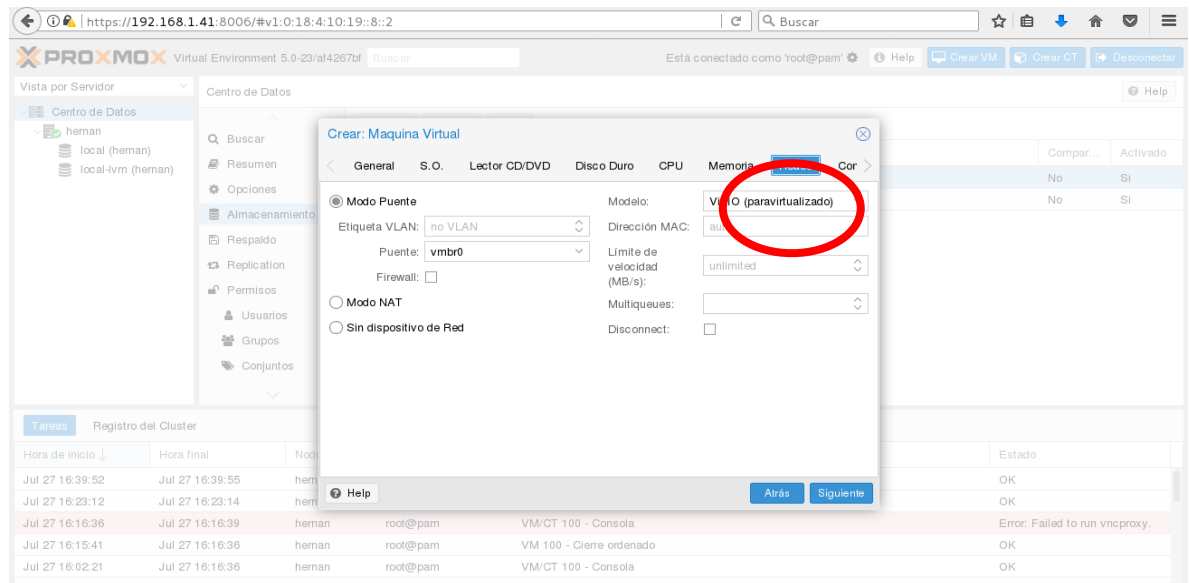 https://192.168.1.41:8006/#v1:0:18:4:10:19::8::2
Buscar
PROXMOX Virtual Environment 5.0-23/af4267bf Buscar Está conectado como 'root@pam' Help Crear VM Crear CT Desconectar
Vista por Servidor
Centro de Datos
hernan
local (hernan)
local-lvm (hernan)
Centro de Datos
Help
Buscar
Resumen
Opciones
Almacenamiento
Respaldo
Replication
Permisos
Usuarios
Grupos
Conjuntos
Compar... Activado
No Si
No Si
Crear: Maquina Virtual
General S.O. Lector CD/DVD Disco Duro CPU Memoria Cor
Modo Puente
Etiqueta VLAN: no VLAN
Puente: vmbr0
Firewall:
Modo NAT
Sin dispositivo de Red
Modelo: (paravirtualizado)
Dirección MAC:
Límite de
velocidad
(MB/s):
unlimited
Multiqueues:
Disconnect:
Help
Atrás Siguiente
Tareas Registro del Cluster
Hora de inicio ↓ Hora final Nod Estado
Jul 27 16:39:52 Jul 27 16:39:55 hern OK
Jul 27 16:23:12 Jul 27 16:23:14 hern OK
Jul 27 16:16:36 Jul 27 16:16:39 hernan root@pam VM/CT 100 - Consola Error: Failed to run vncproxy.
Jul 27 16:15:41 Jul 27 16:16:36 hernan root@pam VM 100 - Cierre ordenado OK
Jul 27 16:02:21 Jul 27 16:16:36 hernan root@pam VM/CT 100 - Consola OK